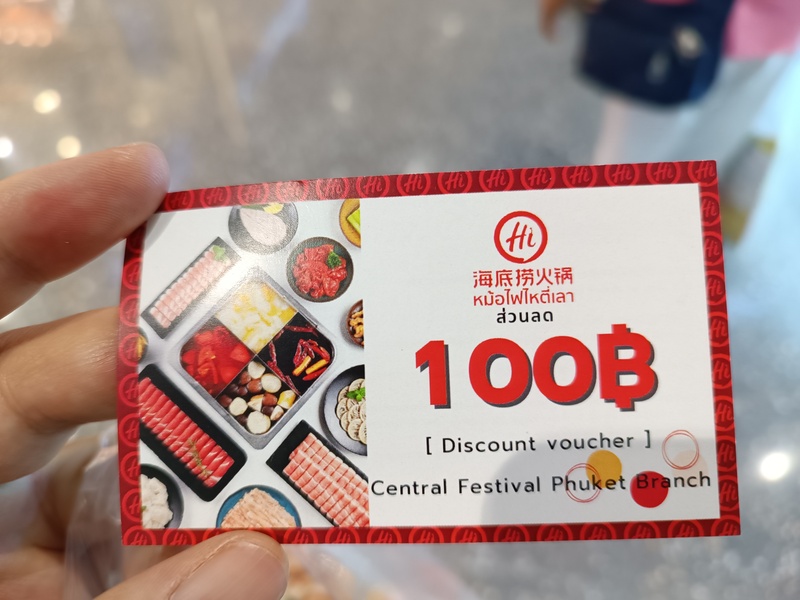 Hi
海底捞火锅
หม้อไฟไหตี่เลา
ส่วนลด
100฿
[ Discount voucher ]
Central Festival Phuket Branch